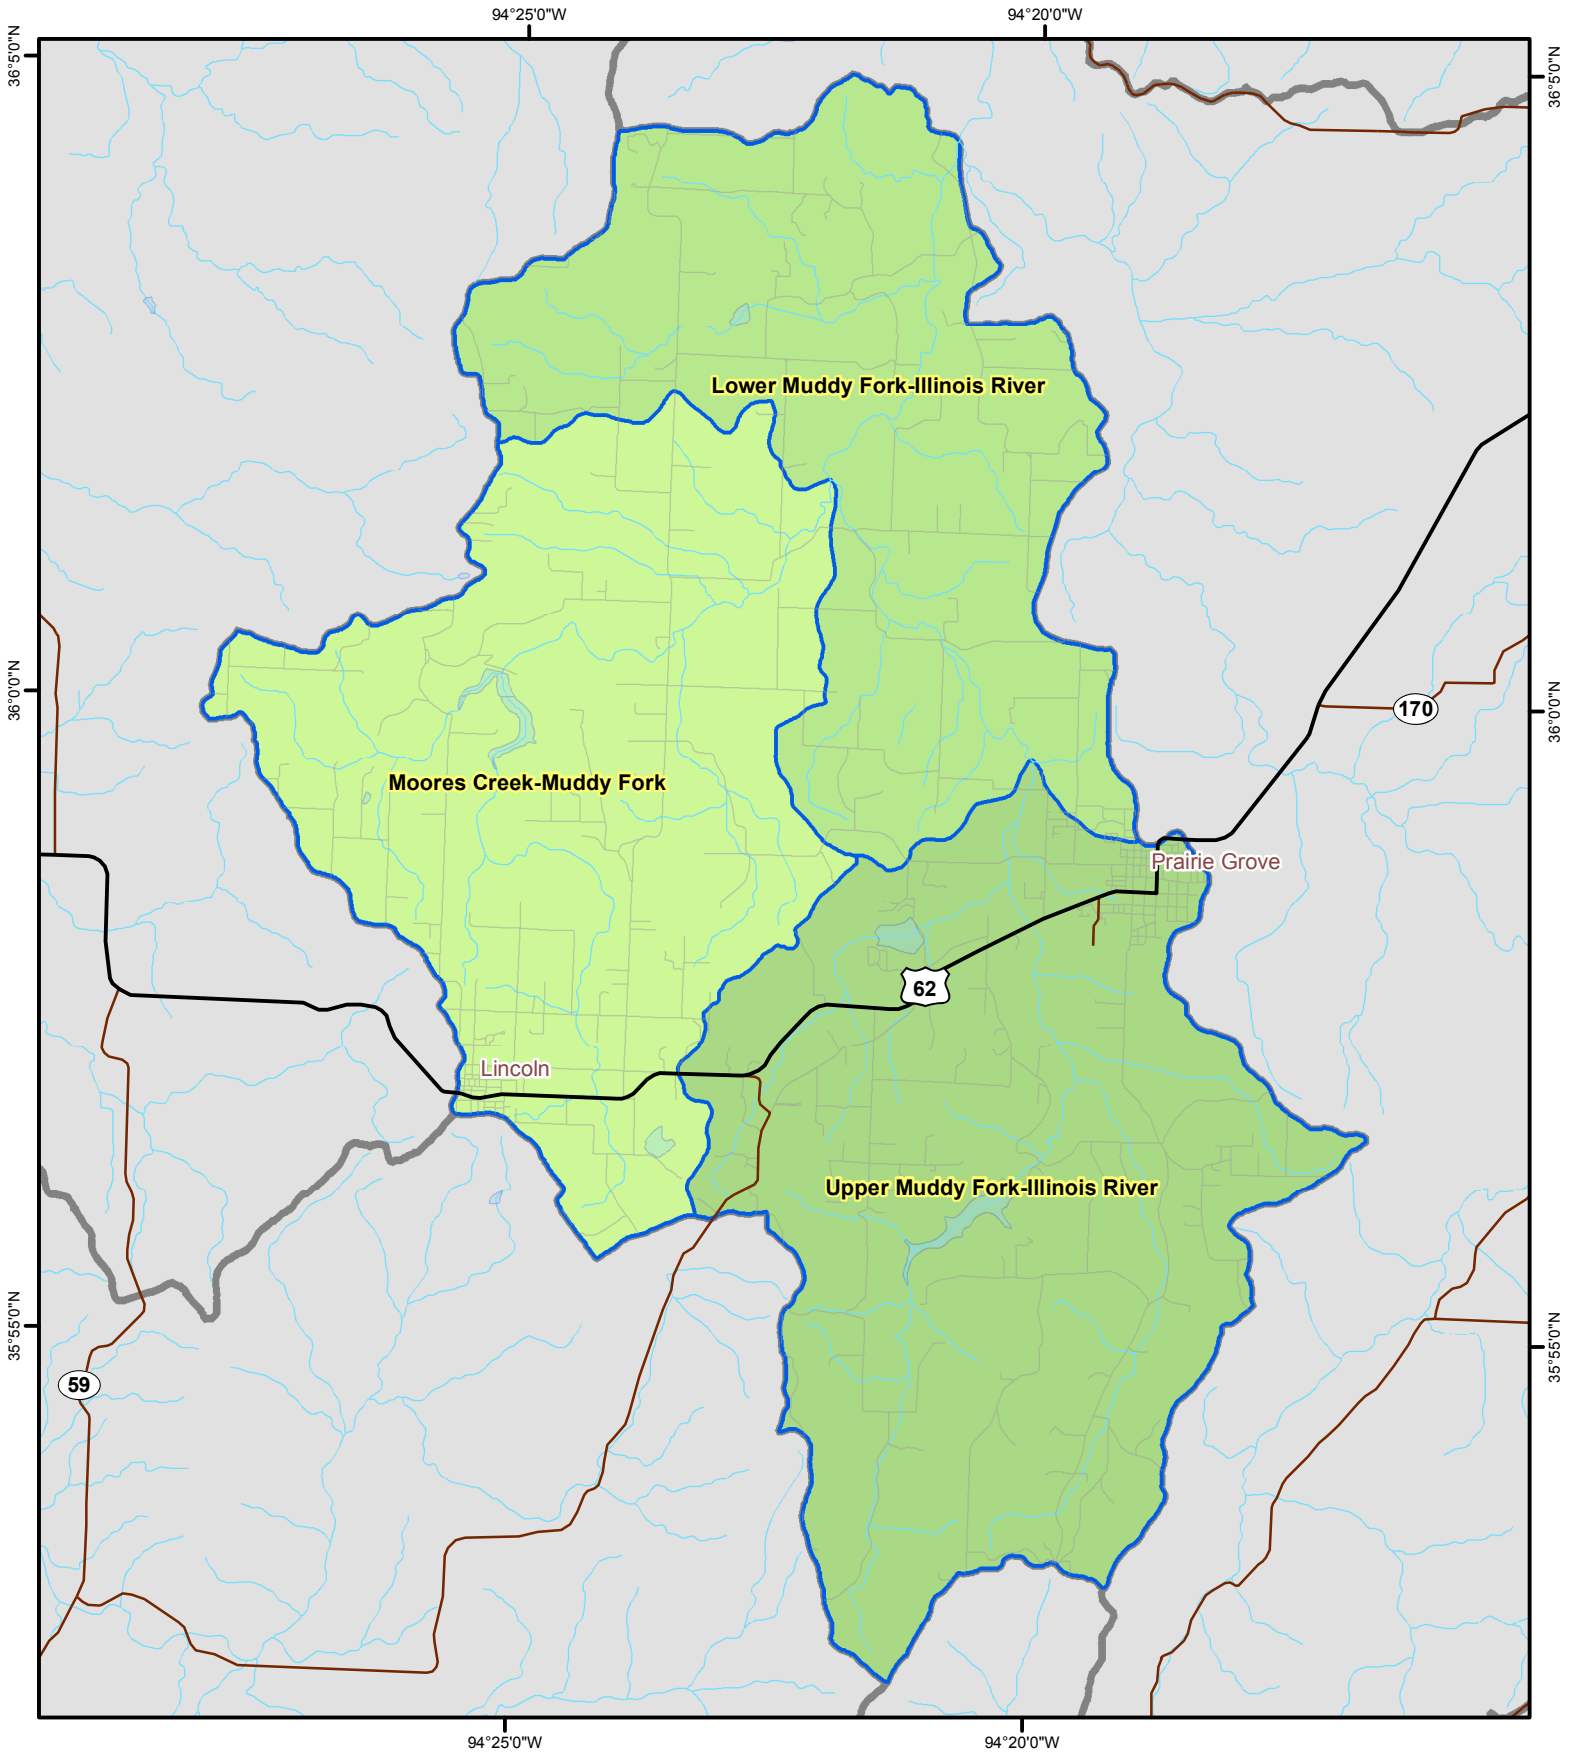 94°25'0"W
94°20'0"W
36°5'0"N
36°5'0"N
Lower Muddy Fork-Illinois River
36°0'0"N
36°0'0"N
170
Moores Creek-Muddy Fork
Prairie Grove
62
Lincoln
Upper Muddy Fork-Illinois River
35°55'0"N
35°55'0"N
59
94°25'0"W
94°20'0"W